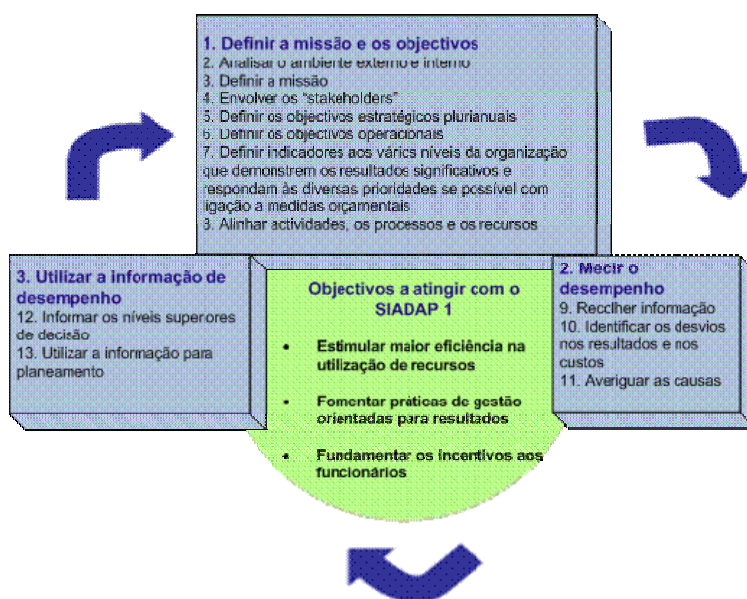 1. Definir a missão e os objectivos
2. Analisar o ambiente externo e interno
3. Definir a missão
4. Envolver os "stakeholders"
5. Definir os objectivos estratégicos plurianuais
6. Definir os objectivos operacionais
7. Definir indicadores aos vários níveis da organização
que demonstrem os resultados significativos e
respondam às diversas prioridades se possível com
ligação a medidas orçamentais
8. Alinhar actividades, os processos e os recursos
3. Utilizar a informação de
desempenho
12. Informar os níveis superiores
de decisão
13. Utilizar a informação para
planeamento
Objectivos a atingir com o
SIADAP 1
• Estimular maior eficiência na
utilização de recursos
• Fomentar práticas de gestão
orientadas para resultados
• Fundamentar os incentivos aos
funcionários
2. Medir o
desempenho
9. Recolher informação
10. Identificar os desvios
nos resultados e nos
custos
11. Averiguar as causas